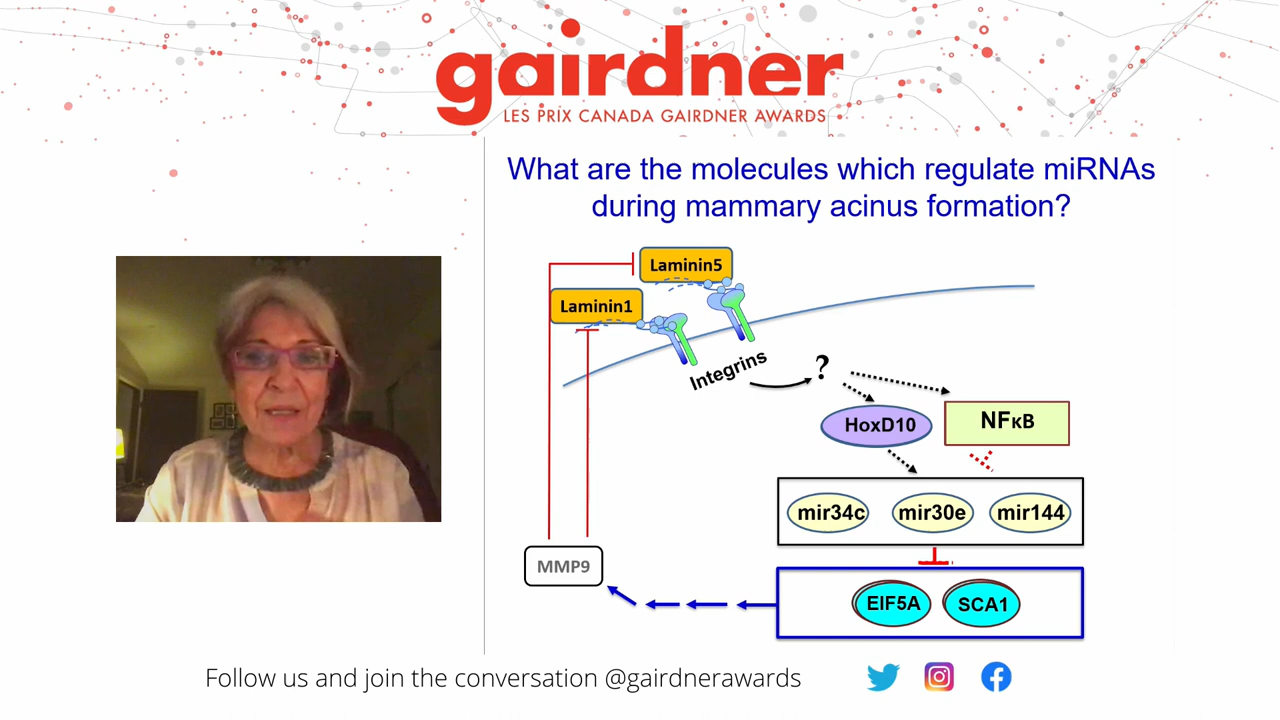 gairdner
LES PRIX CANADA GAIRDNER AWARDS
What are the molecules which regulate miRNAs
during mammary acinus formation?
Laminin5
Laminin1
Integrins
?
HoxD10
NFκB
mir34c
mir30e
mir144
MMP9
EIF5A
SCA1
Follow us and join the conversation @gairdnerawards